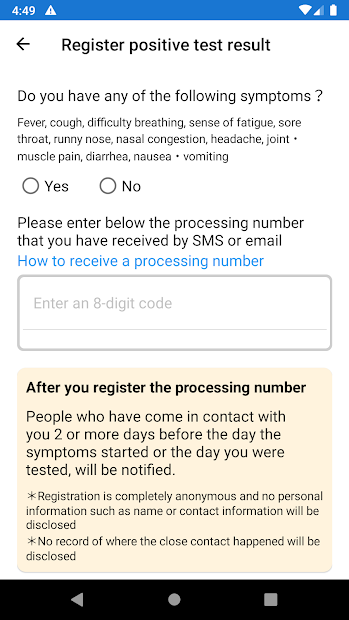 4:49
Register positive test result
Do you have any of the following symptoms？
Fever, cough, difficulty breathing, sense of fatigue, sore
throat, runny nose, nasal congestion, headache, joint・
muscle pain, diarrhea, nausea・vomiting
Yes
No
Please enter below the processing number
that you have received by SMS or email
How to receive a processing number
Enter an 8-digit code
After you register the processing number
People who have come in contact with
you 2 or more days before the day the
symptoms started or the day you were
tested, will be notified.
＊Registration is completely anonymous and no personal
information such as name or contact information will be
disclosed
＊No record of where the close contact happened will be
disclosed